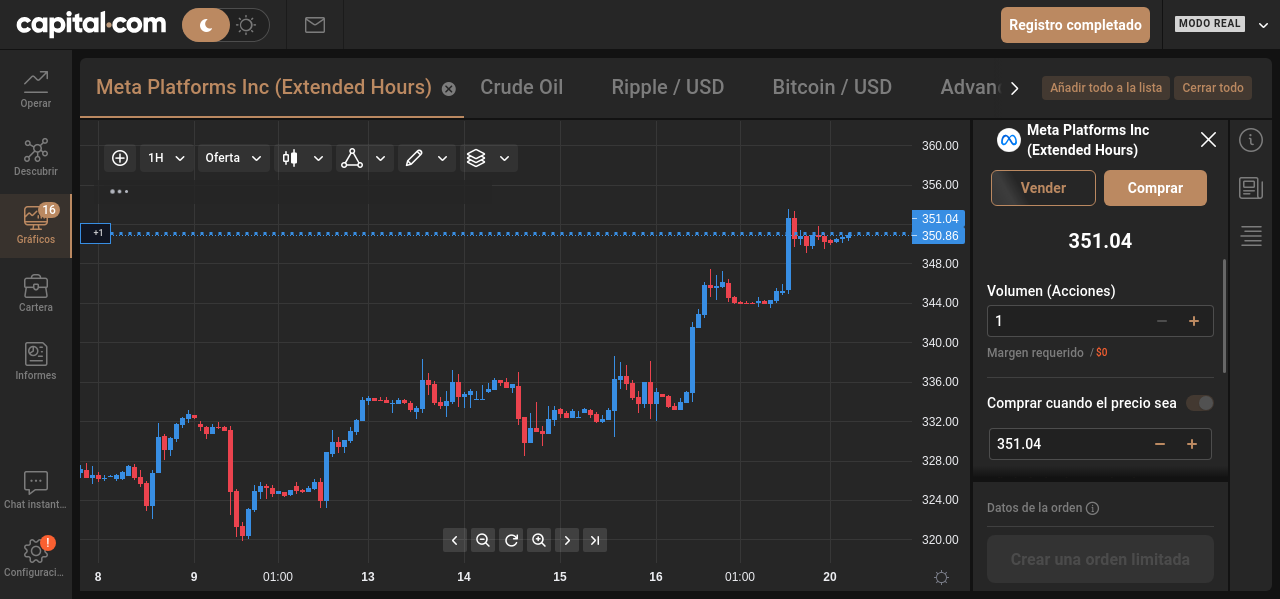 capital.com
Registro completado
MODO REAL
Operar
Descubrir
16
Gráficos
Cartera
Informes
Chat instant...
!
Configuraci...
Meta Platforms Inc (Extended Hours)
Crude Oil
Ripple / USD
Bitcoin / USD
Advan
Añadir todo a la lista
Cerrar todo
1H
Oferta
+1
360.00
356.00
351.04
350.86
348.00
344.00
340.00
336.00
332.00
328.00
324.00
320.00
8
9
01:00
13
14
15
16
01:00
20
Meta Platforms Inc
(Extended Hours)
Vender
Comprar
351.04
Volumen (Acciones)
1
Margen requerido / $0
Comprar cuando el precio sea
351.04
Datos de la orden
Crear una orden limitada